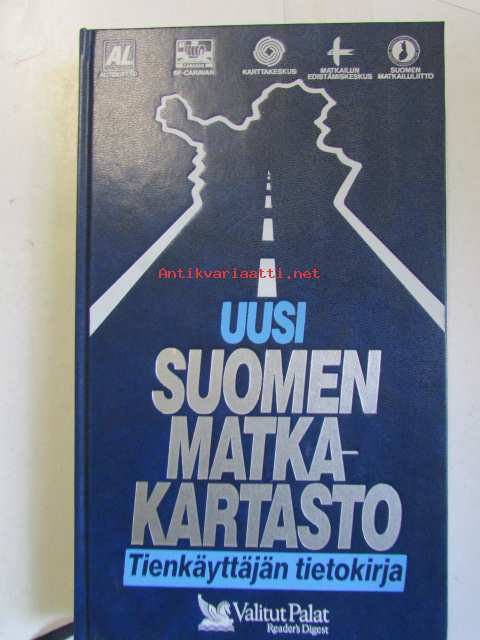 AL
AUTOLIITTO
SF-CARAVAN
KARTTAKESKUS
MATKAILUN
EDISTÄMISKESKUS
SUOMEN
MATKAILULIITTO
Antikvariaatti.net
UUSI
SUOMEN
MATKA-
KARTASTO
Tienkäyttäjän tietokirja
Valitut Palat
Reader's Digest